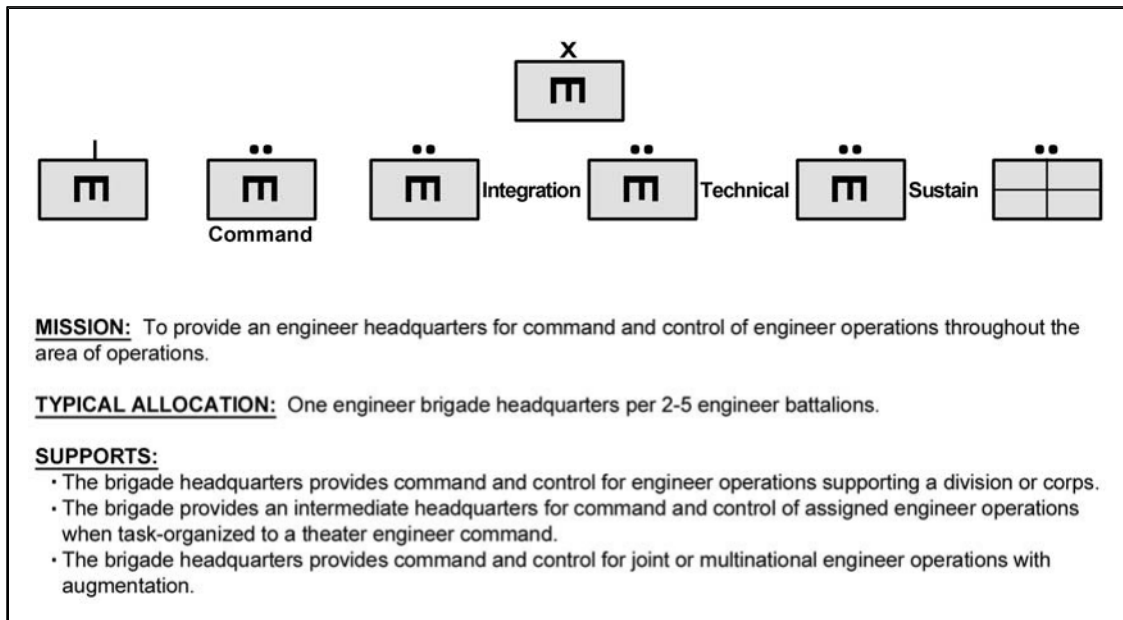 X
Integration Technical Sustain
Command
MISSION: To provide an engineer headquarters for command and control of engineer operations throughout the
area of operations.
TYPICAL ALLOCATION: One engineer brigade headquarters per 2-5 engineer battalions.
SUPPORTS:
• The brigade headquarters provides command and control for engineer operations supporting a division or corps.
• The brigade provides an intermediate headquarters for command and control of assigned engineer operations
when task-organized to a theater engineer command.
• The brigade headquarters provides command and control for joint or multinational engineer operations with
augmentation.